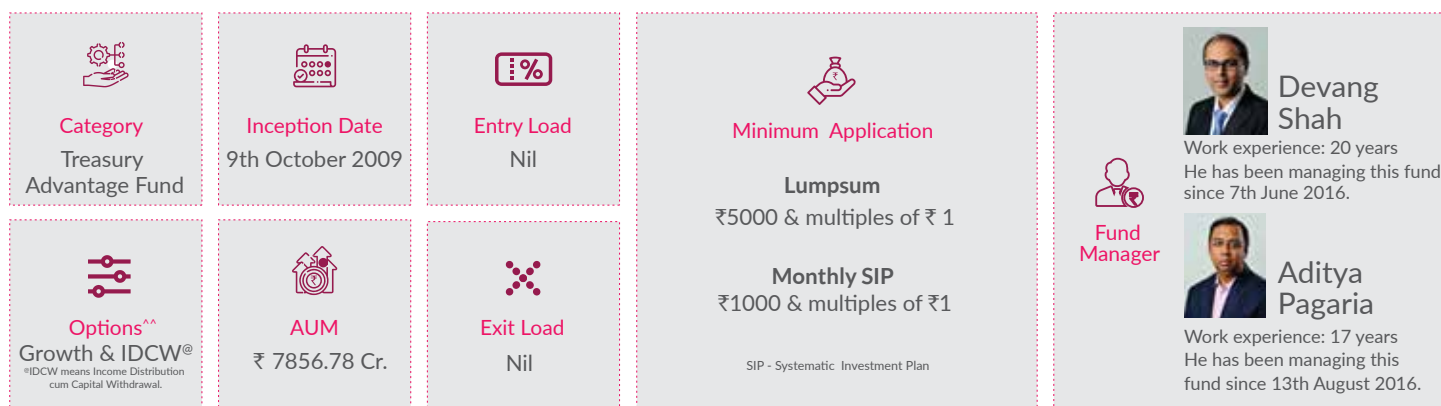 Category
Treasury
Advantage Fund
Inception Date
9th October 2009
Entry Load
Nil
Options^^
Growth & IDCW@
@IDCW means Income Distribution
cum Capital Withdrawal.
AUM
₹ 7856.78 Cr.
Exit Load
Nil
Minimum Application
Lumpsum
₹5000 & multiples of ₹ 1
Monthly SIP
₹1000 & multiples of ₹1
SIP - Systematic Investment Plan
Fund
Manager
Devang
Shah
Work experience: 20 years
He has been managing this fund
since 7th June 2016.
Aditya
Pagaria
Work experience: 17 years
He has been managing this
fund since 13th August 2016.